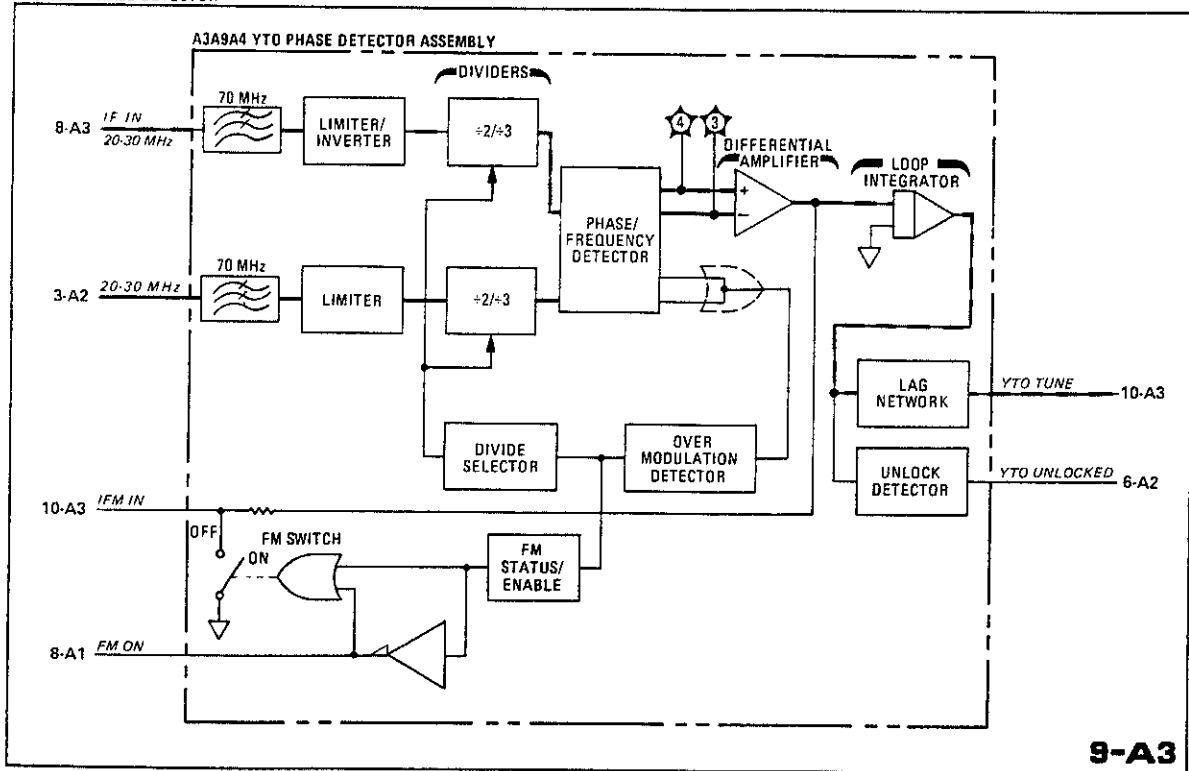 A3A9A4 YTO PHASE DETECTOR ASSEMBLY
DIVIDERS
8-A3
IF IN
20-30 MHz
70 MHz
LIMITER/
INVERTER
÷2/÷3
4
3
DIFFERENTIAL
AMPLIFIER
LOOP
INTEGRATOR
+
−
PHASE/
FREQUENCY
DETECTOR
3-A2
20-30 MHz
70 MHz
LIMITER
÷2/÷3
LAG
NETWORK
YTO TUNE
10-A3
DIVIDE
SELECTOR
OVER
MODULATION
DETECTOR
UNLOCK
DETECTOR
YTO UNLOCKED
6-A2
10-A3
IFM IN
OFF
ON
FM SWITCH
FM
STATUS/
ENABLE
8-A1
FM ON
9-A3